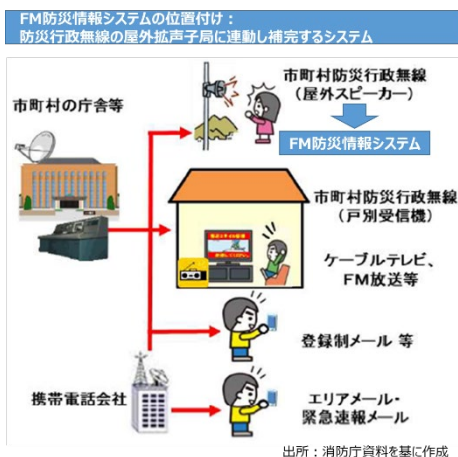 FM防災情報システムの位置付け：
防災行政無線の屋外拡声子局に連動し補完するシステム
市町村の庁舎等
市町村防災行政無線
（屋外スピーカー）
FM防災情報システム
市町村防災行政無線
（戸別受信機）
ケーブルテレビ、
FM放送等
登録制メール 等
携帯電話会社
エリアメール・
緊急速報メール
出所：消防庁資料を基に作成